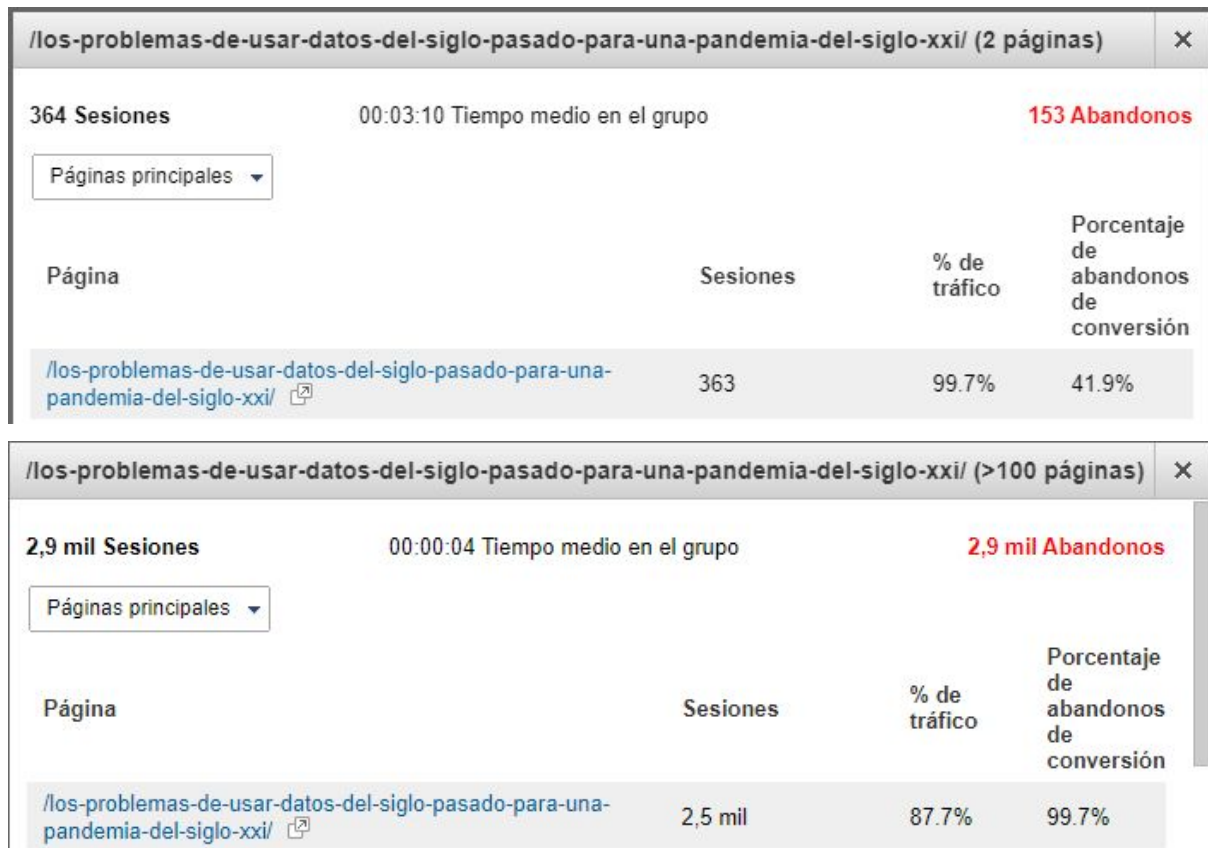 /los-problemas-de-usar-datos-del-siglo-pasado-para-una-pandemia-del-siglo-xxi/ (2 páginas) ×
364 Sesiones 00:03:10 Tiempo medio en el grupo 153 Abandonos
Páginas principales
Página Sesiones % de tráfico Porcentaje de abandonos de conversión
/los-problemas-de-usar-datos-del-siglo-pasado-para-una-
pandemia-del-siglo-xxi/ 363 99.7% 41.9%
/los-problemas-de-usar-datos-del-siglo-pasado-para-una-pandemia-del-siglo-xxi/ (>100 páginas) ×
2,9 mil Sesiones 00:00:04 Tiempo medio en el grupo 2,9 mil Abandonos
Páginas principales
Página Sesiones % de tráfico Porcentaje de abandonos de conversión
/los-problemas-de-usar-datos-del-siglo-pasado-para-una-
pandemia-del-siglo-xxi/ 2,5 mil 87.7% 99.7%